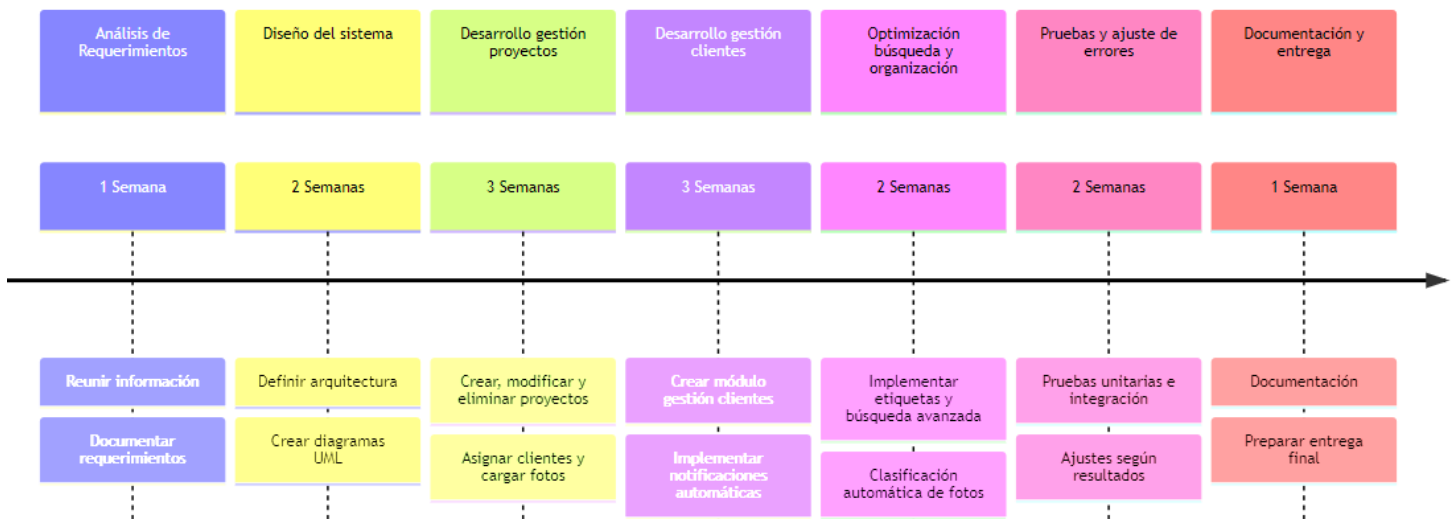 Análisis de
Requerimientos
Diseño del sistema
Desarrollo gestión
proyectos
Desarrollo gestión
clientes
Optimización
búsqueda y
organización
Pruebas y ajuste de
errores
Documentación y
entrega
1 Semana
2 Semanas
3 Semanas
3 Semanas
2 Semanas
2 Semanas
1 Semana
Reunir información
Documentar
requerimientos
Definir arquitectura
Crear diagramas
UML
Crear, modificar y
eliminar proyectos
Asignar clientes y
cargar fotos
Crear módulo
gestión clientes
Implementar
notificaciones
automáticas
Implementar
etiquetas y
búsqueda avanzada
Clasificación
automática de fotos
Pruebas unitarias e
integración
Ajustes según
resultados
Documentación
Preparar entrega
final